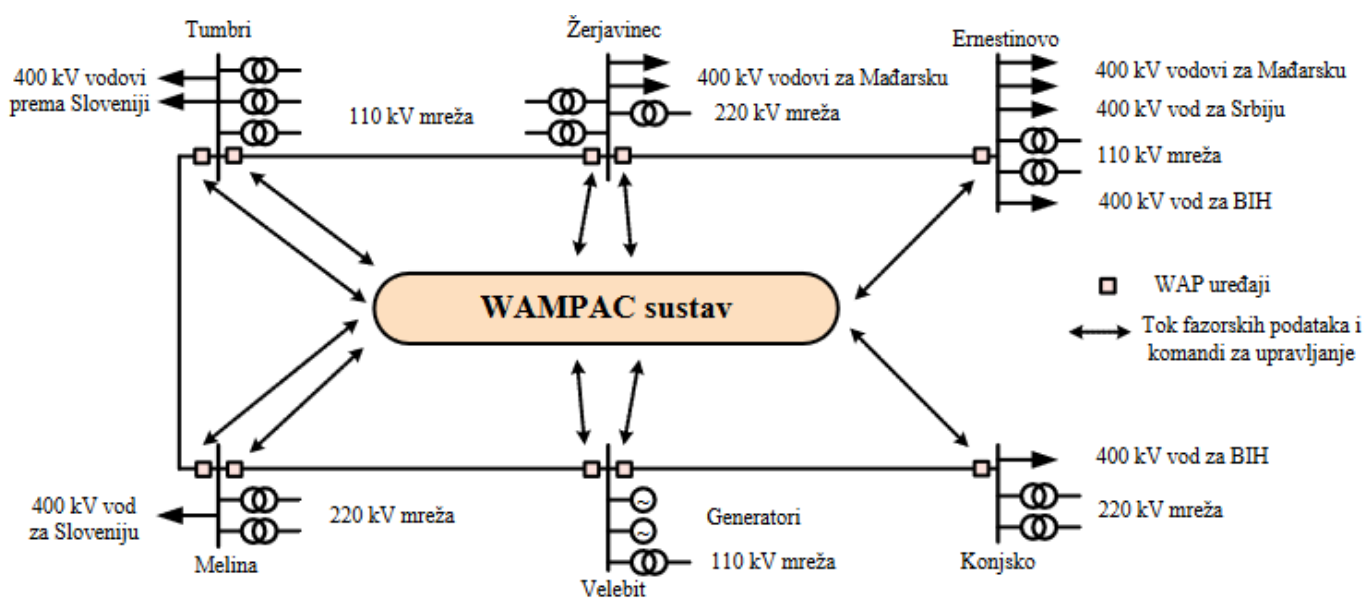 Tumbri
Žerjavinec
Ernestinovo
400 kV vodovi
prema Sloveniji
110 kV mreža
400 kV vodovi za Mađarsku
220 kV mreža
400 kV vodovi za Mađarsku
400 kV vod za Srbiju
110 kV mreža
400 kV vod za BIH
WAMPAC sustav
WAP uređaji
Tok fazorskih podataka i
komandi za upravljanje
400 kV vod
za Sloveniju
220 kV mreža
Melina
~
~
Generatori
110 kV mreža
Velebit
400 kV vod za BIH
220 kV mreža
Konjsko